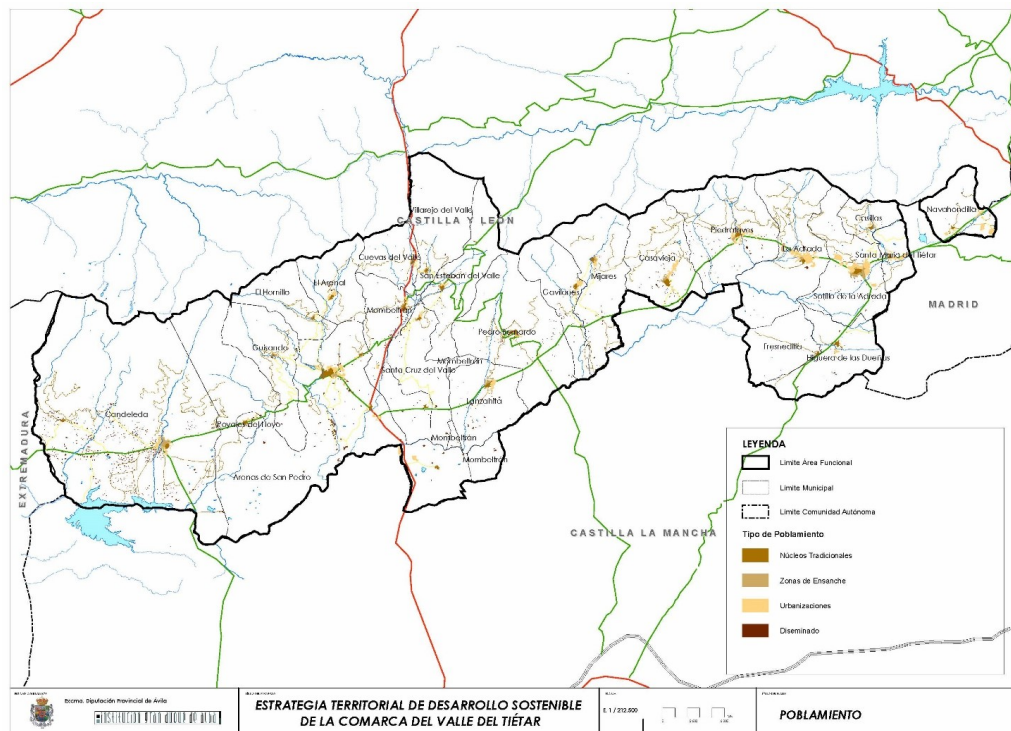 Villarejo del Valle
CASTILLA Y LEÓN
Navahondilla
Casillas
Piedralaves
La Adrada
Santa María del Tiétar
Cuevas del Valle
San Esteban del Valle
Casavieja
Mijares
El Arenal
Gavilanes
El Hornillo
Sotillo de la Adrada
MADRID
Mombeltrán
Pedro Bernardo
Fresnedilla
Guisando
Mombeltrán
Higuera de las Dueñas
Santa Cruz del Valle
Lanzahíta
Candeleda
Poyales del Hoyo
EXTREMADURA
Mombeltrán
Mombeltrán
Arenas de San Pedro
CASTILLA LA MANCHA
LEYENDA
Límite Área Funcional
Límite Municipal
Límite Comunidad Autónoma
Tipo de Poblamiento
Núcleos Tradicionales
Zonas de Ensanche
Urbanizaciones
Diseminado
Excma. Diputación Provincial de Ávila
ESTRATEGIA TERRITORIAL DE DESARROLLO SOSTENIBLE
DE LA COMARCA DEL VALLE DEL TIÉTAR
E: 1 / 212.500
POBLAMIENTO